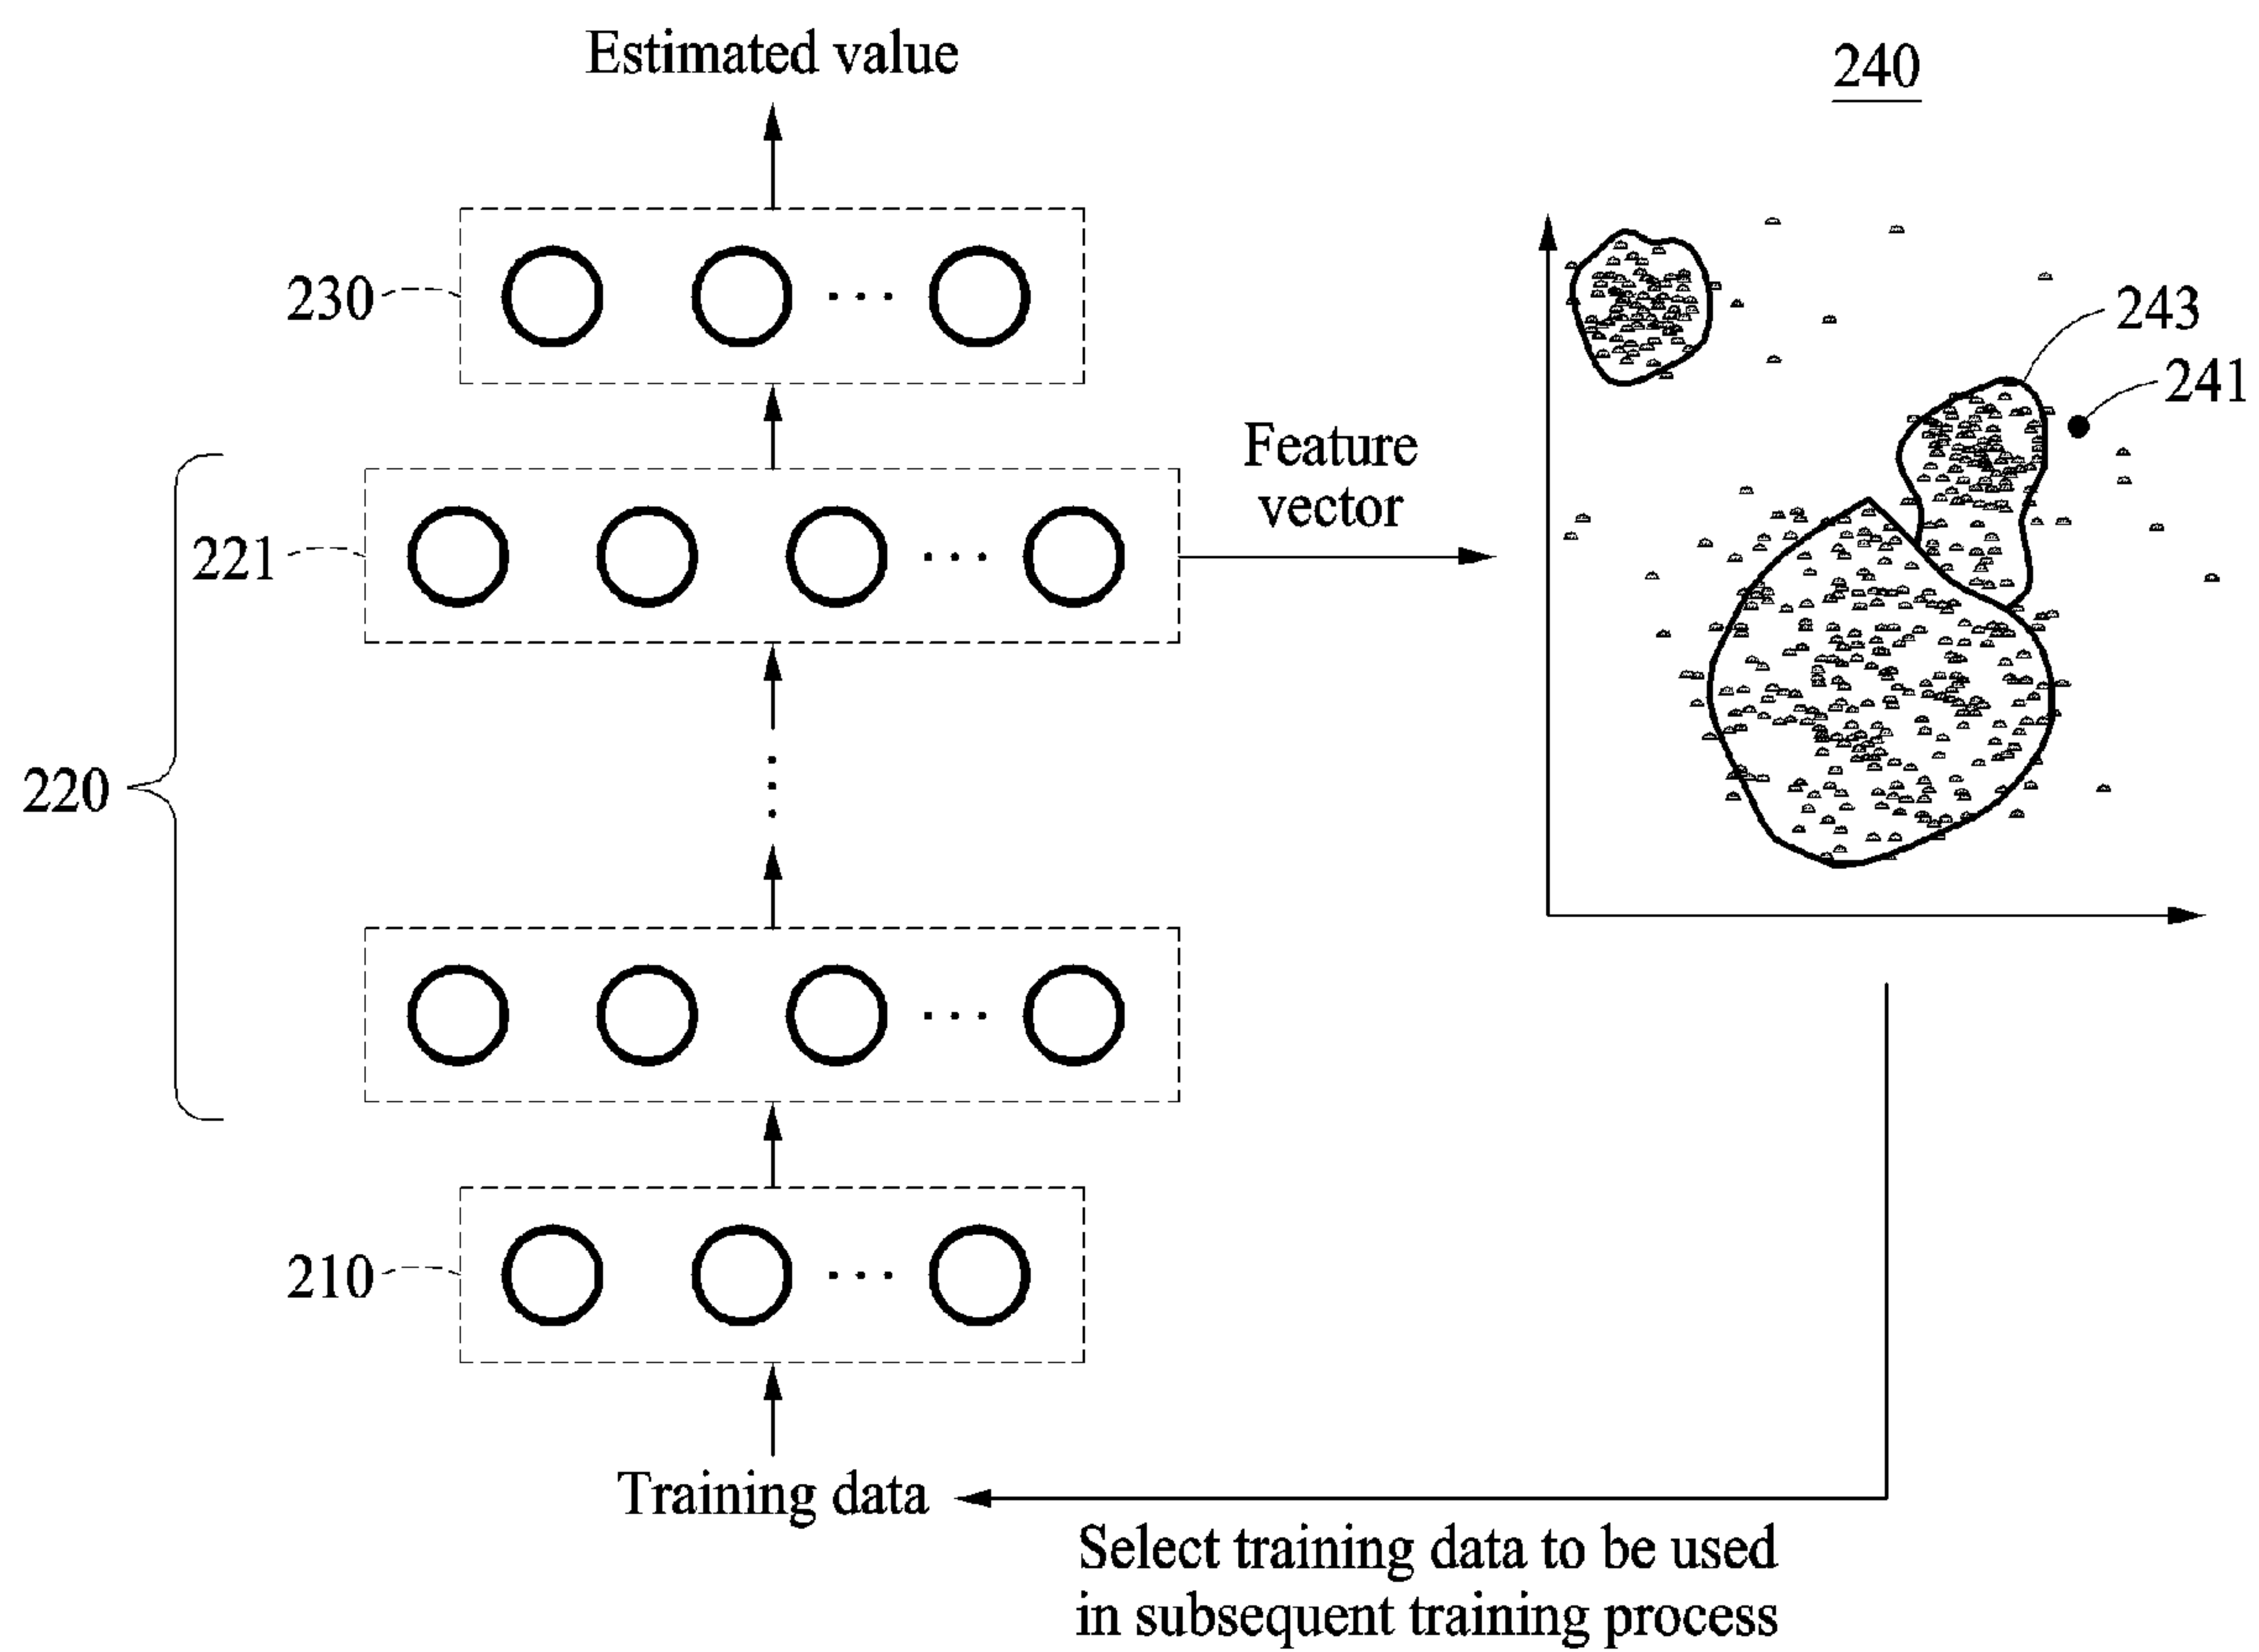 Estimated value
240
230
243
241
Feature
vector
221
220
210
Training data
Select training data to be used
in subsequent training process